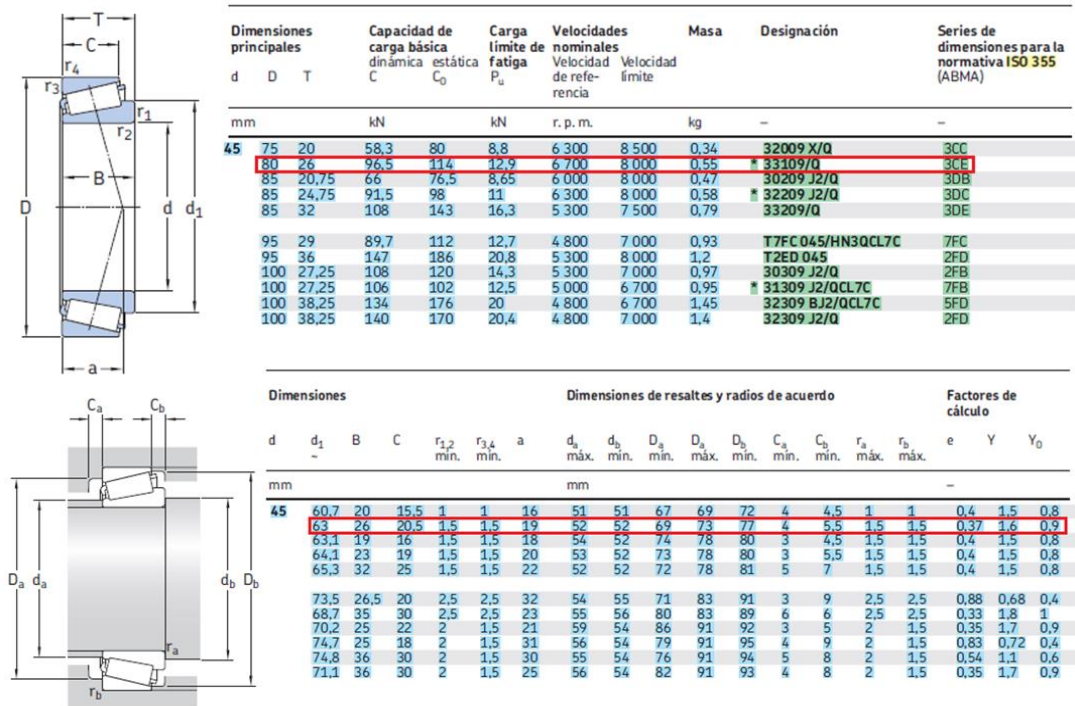 T
C
r4
r3
r1
r2
B
D
d
d1
a
Dimensiones principales
Capacidad de carga básica
dinámica estática
Carga límite de fatiga
Velocidades nominales
Velocidad de referencia
Velocidad límite
Masa
Designación
Series de dimensiones para la normativa ISO 355 (ABMA)
d D T C C0 Pu
mm kN kN r. p. m. kg – –
45 75 20 58,3 80 8,8 6 300 8 500 0,34 32009 X/Q 3CC
80 26 96,5 114 12,9 6 700 8 000 0,55 * 33109/Q 3CE
85 20,75 66 76,5 8,65 6 000 8 000 0,47 30209 J2/Q 3DB
85 24,75 91,5 98 11 6 300 8 000 0,58 * 32209 J2/Q 3DC
85 32 108 143 16,3 5 300 7 500 0,79 33209/Q 3DE
95 29 89,7 112 12,7 4 800 7 000 0,93 T7FC 045/HN3QCL7C 7FC
95 36 147 186 20,8 5 300 8 000 1,2 T2ED 045 2FD
100 27,25 108 120 14,3 5 300 7 000 0,97 30309 J2/Q 2FB
100 27,25 106 102 12,5 5 000 6 700 0,95 * 31309 J2/QCL7C 7FB
100 38,25 134 176 20 4 800 6 700 1,45 32309 BJ2/QCL7C 5FD
100 38,25 140 170 20,4 4 800 7 000 1,4 32309 J2/Q 2FD
Ca Cb
Da da db Db
ra
rb
Dimensiones
Dimensiones de resaltes y radios de acuerdo
Factores de cálculo
d d1 B C r1,2 r3,4 a da db Da Da Db Ca Cb ra rb e Y Y0
~ mín. mín. máx. mín. mín. máx. mín. mín. mín. máx. máx.
mm mm –
45 60,7 20 15,5 1 1 16 51 51 67 69 72 4 4,5 1 1 0,4 1,5 0,8
63 26 20,5 1,5 1,5 19 52 52 69 73 77 4 5,5 1,5 1,5 0,37 1,6 0,9
63,1 19 16 1,5 1,5 18 54 52 74 78 80 3 4,5 1,5 1,5 0,4 1,5 0,8
64,1 23 19 1,5 1,5 20 53 52 73 78 80 3 5,5 1,5 1,5 0,4 1,5 0,8
65,3 32 25 1,5 1,5 22 52 52 72 78 81 5 7 1,5 1,5 0,4 1,5 0,8
73,5 26,5 20 2,5 2,5 32 54 55 71 83 91 3 9 2,5 2,5 0,88 0,68 0,4
68,7 35 30 2,5 2,5 23 55 56 80 83 89 6 6 2,5 2,5 0,33 1,8 1
70,2 25 22 2 1,5 21 59 54 86 91 92 3 5 2 1,5 0,35 1,7 0,9
74,7 25 18 2 1,5 31 56 54 79 91 95 4 9 2 1,5 0,83 0,72 0,4
74,8 36 30 2 1,5 30 55 54 76 91 94 5 8 2 1,5 0,54 1,1 0,6
71,1 36 30 2 1,5 25 56 54 82 91 93 4 8 2 1,5 0,35 1,7 0,9